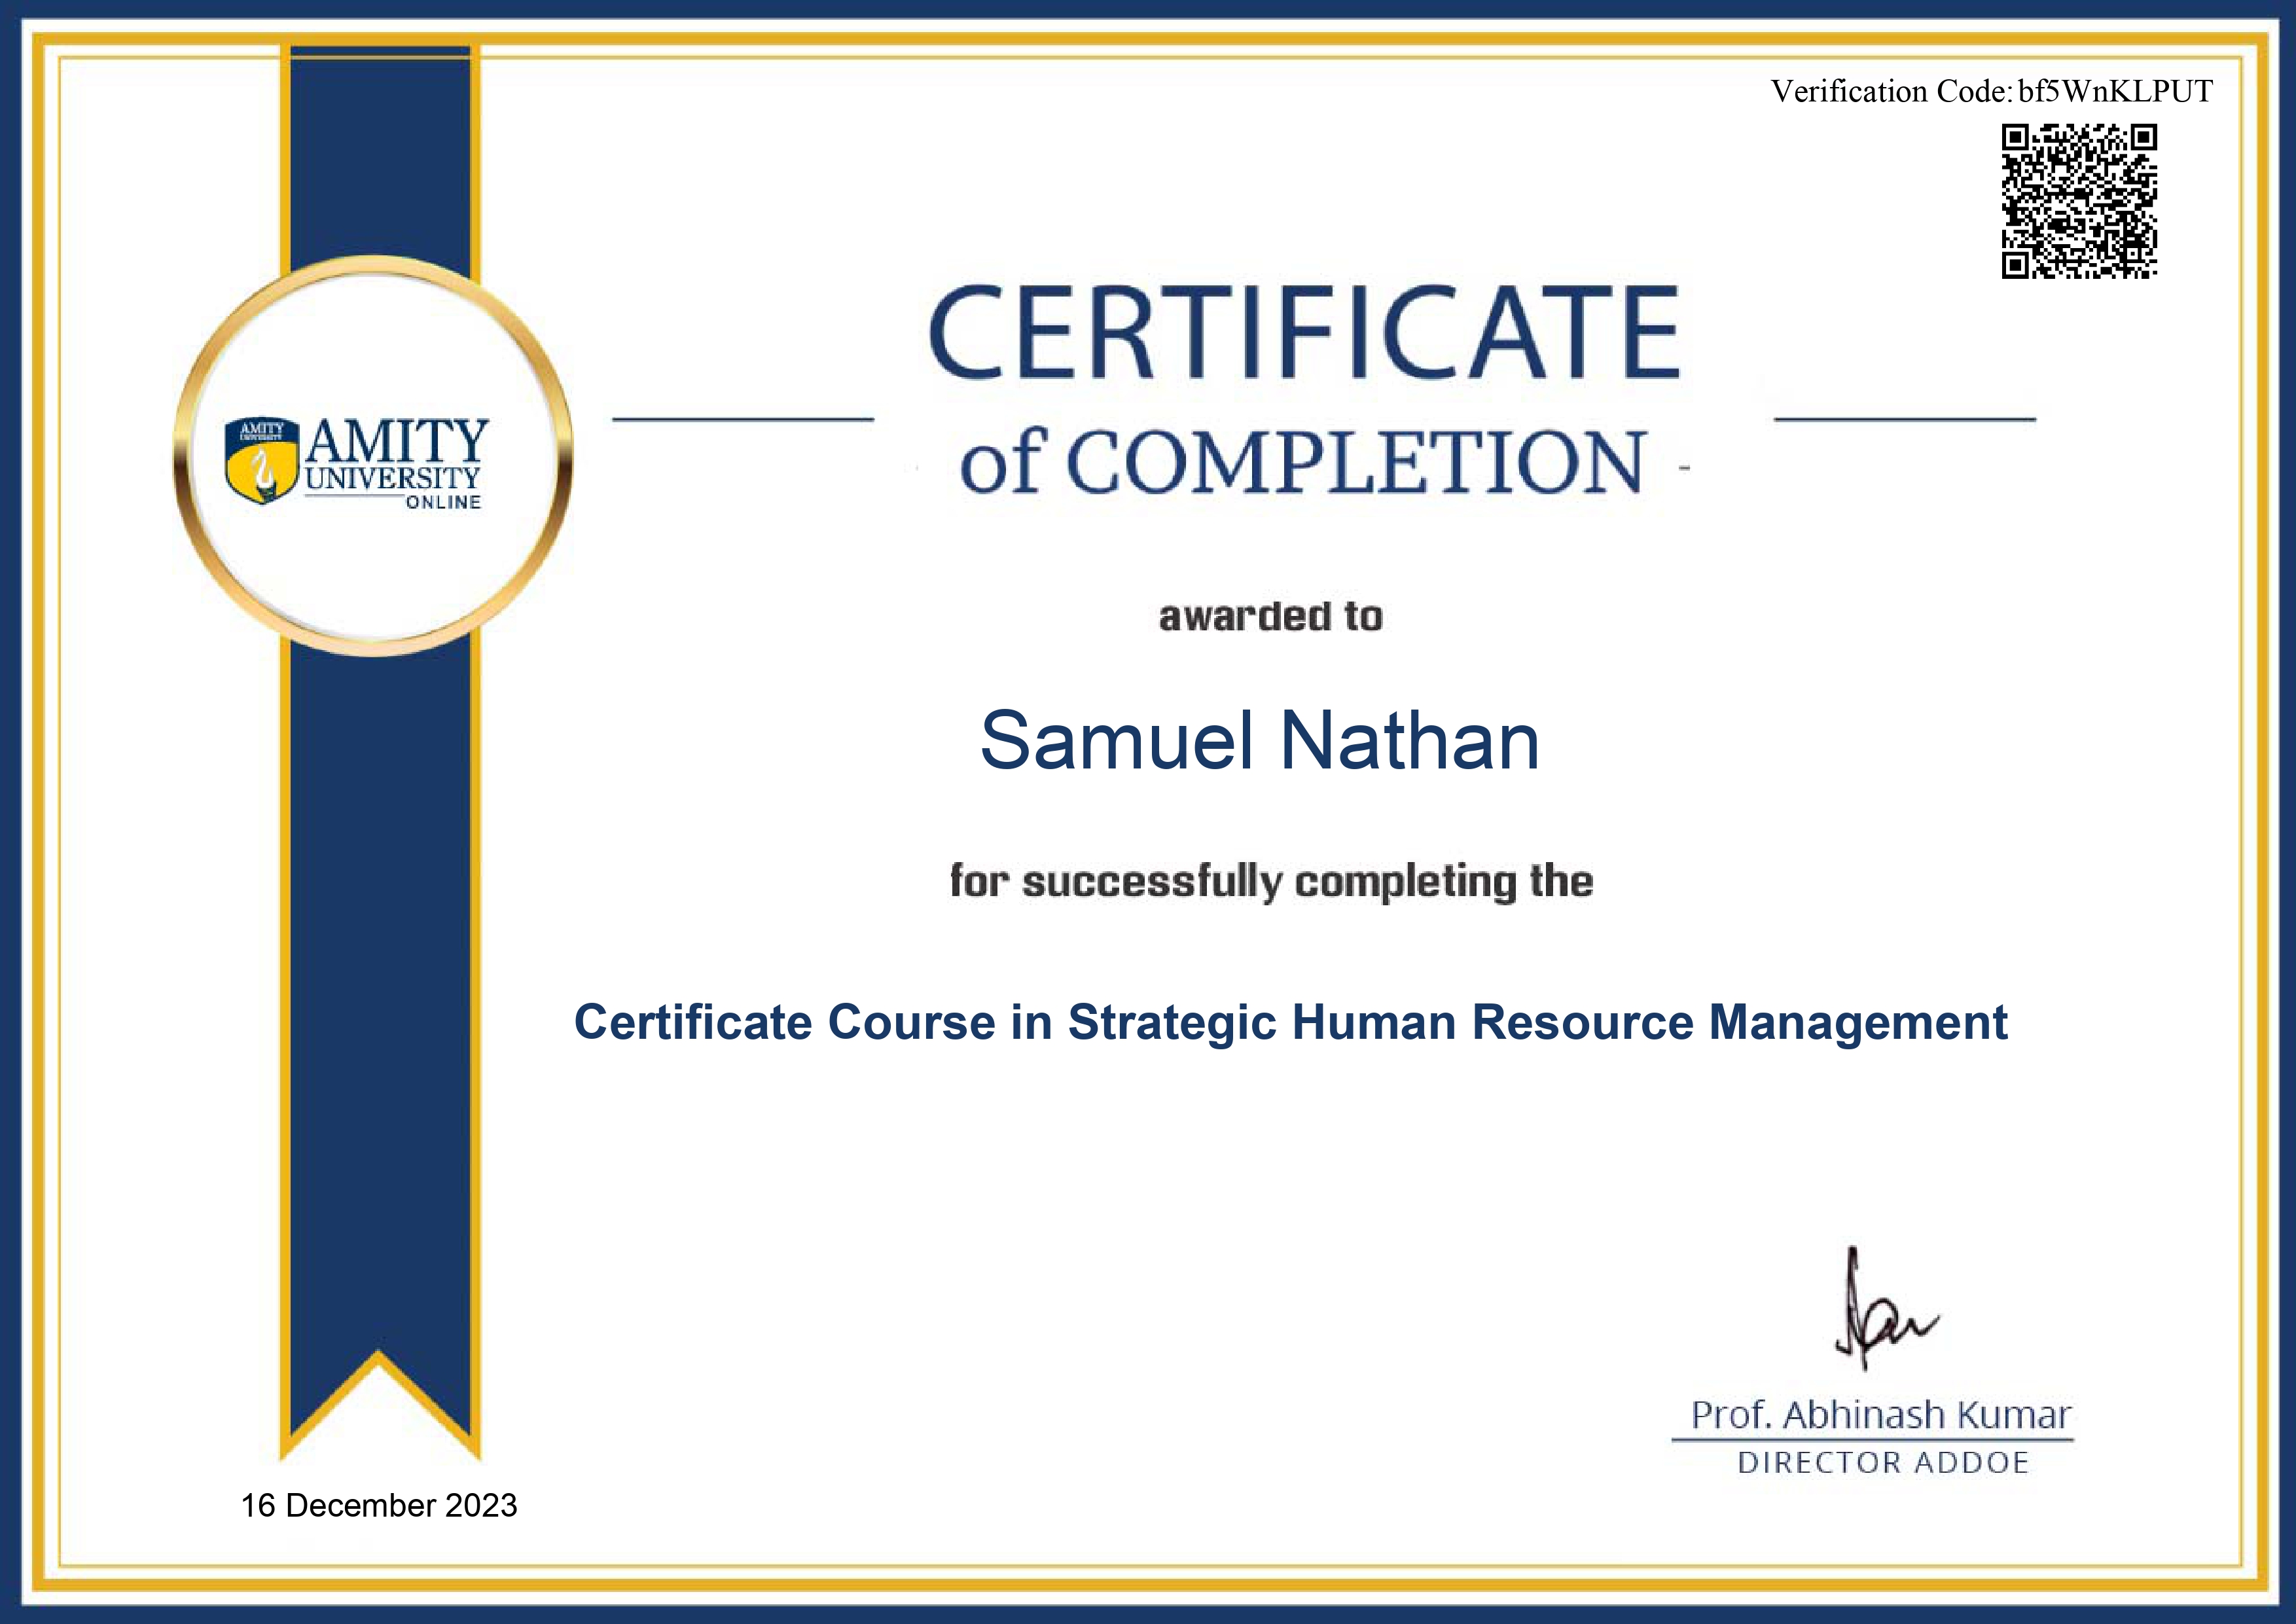 Verification Code: bf5WnKLPUT
CERTIFICATE
of COMPLETION
AMITY
UNIVERSITY
AMITY
UNIVERSITY
ONLINE
awarded to
Samuel Nathan
for successfully completing the
Certificate Course in Strategic Human Resource Management
Prof. Abhinash Kumar
DIRECTOR ADDOE
16 December 2023